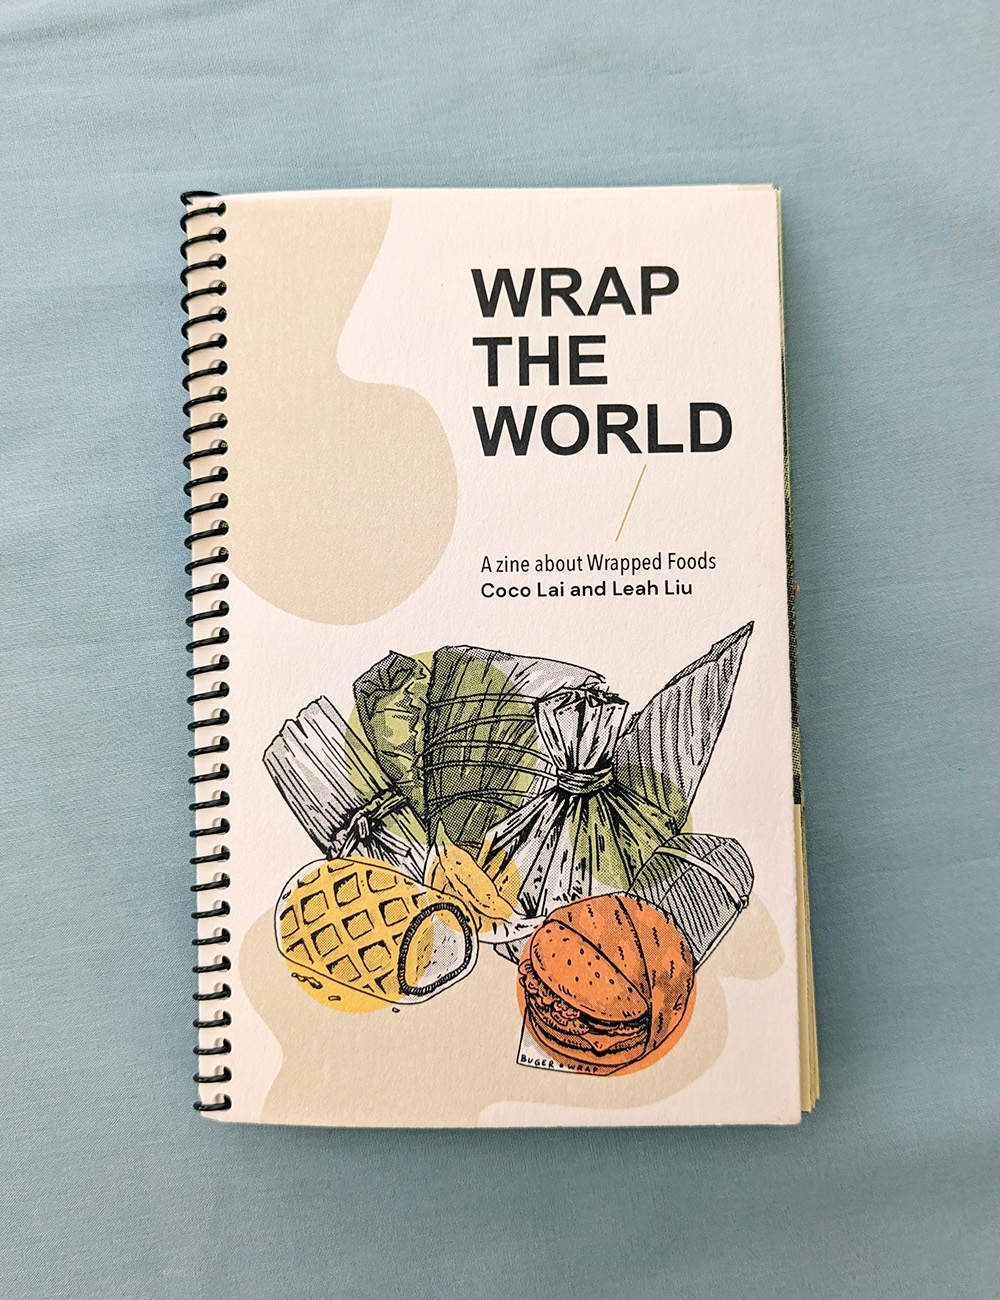 WRAP
THE
WORLD
A zine about Wrapped Foods
Coco Lai and Leah Liu
BUGER • WRAP